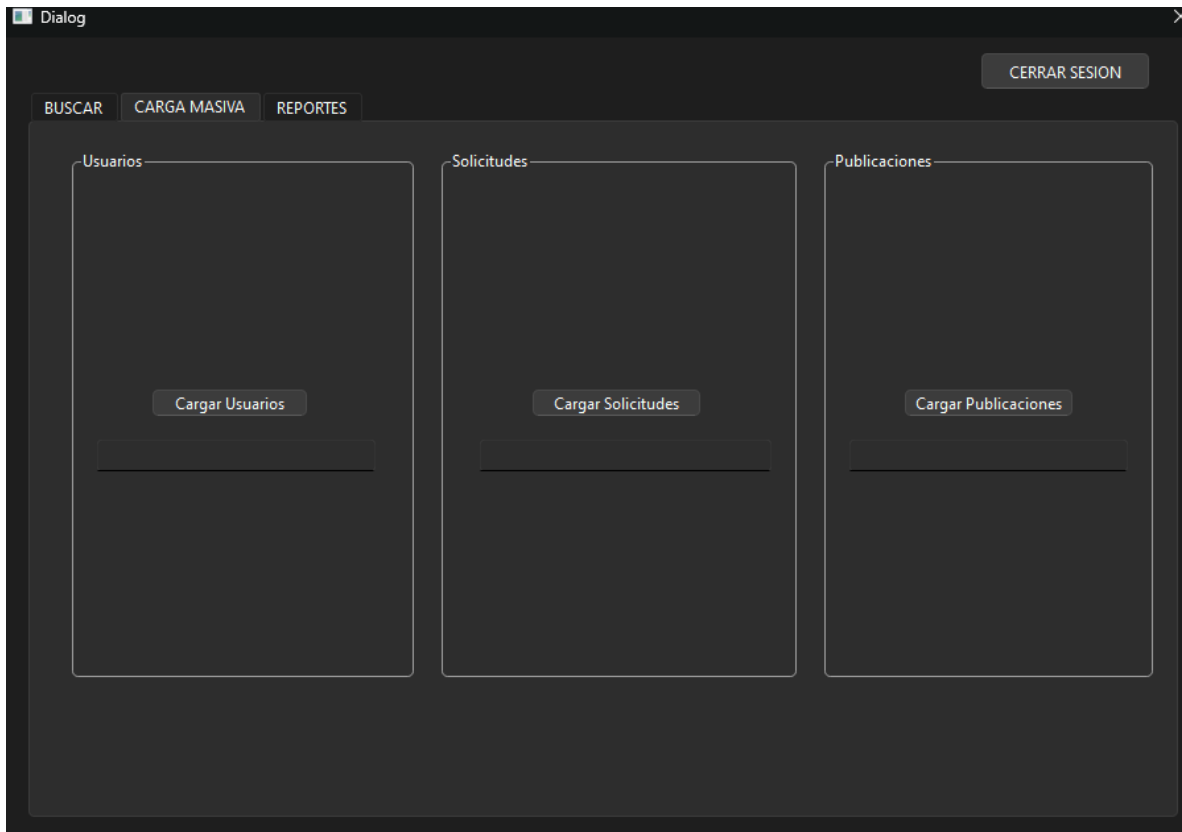 Dialog
CERRAR SESION
BUSCAR CARGA MASIVA REPORTES
Usuarios Solicitudes Publicaciones
Cargar Usuarios Cargar Solicitudes Cargar Publicaciones